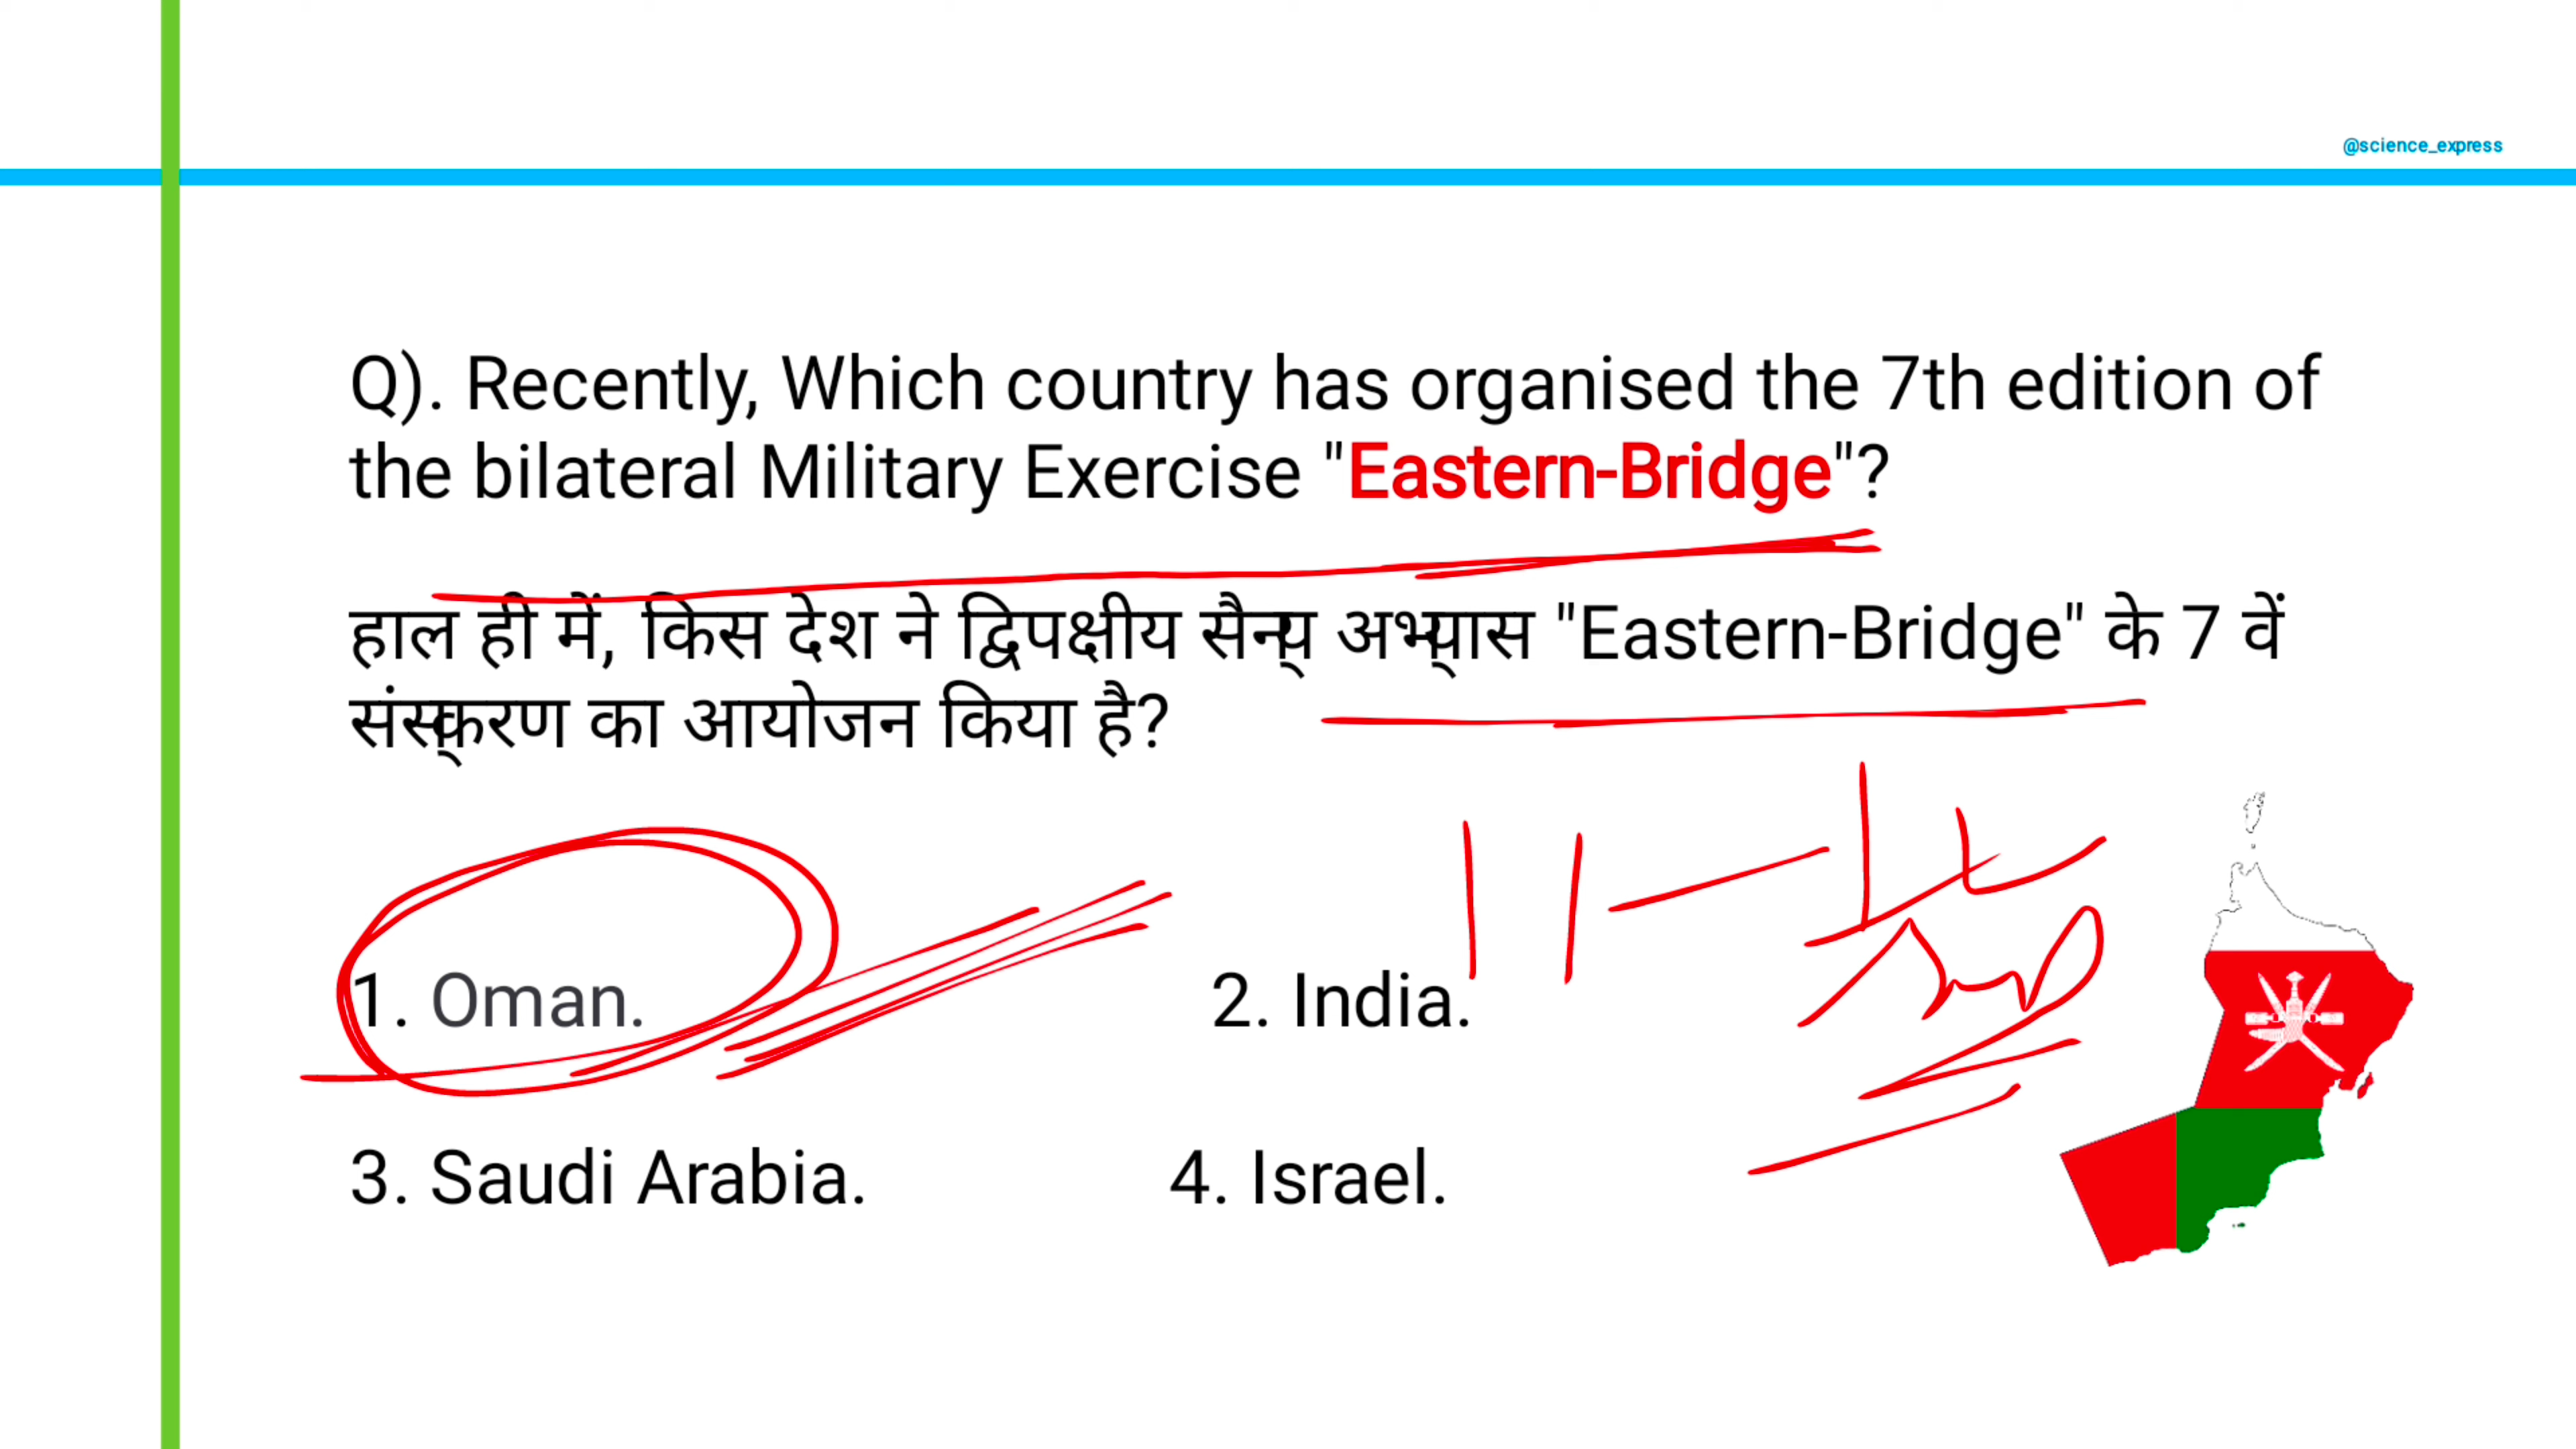 @science_express
Q). Recently, Which country has organised the 7th edition of
the bilateral Military Exercise "Eastern-Bridge"?
हाल ही में, किस देश ने द्विपक्षीय सैन्य अभ्यास "Eastern-Bridge" के 7 वें
संस्करण का आयोजन किया है?
1. Oman. 2. India.
3. Saudi Arabia. 4. Israel.